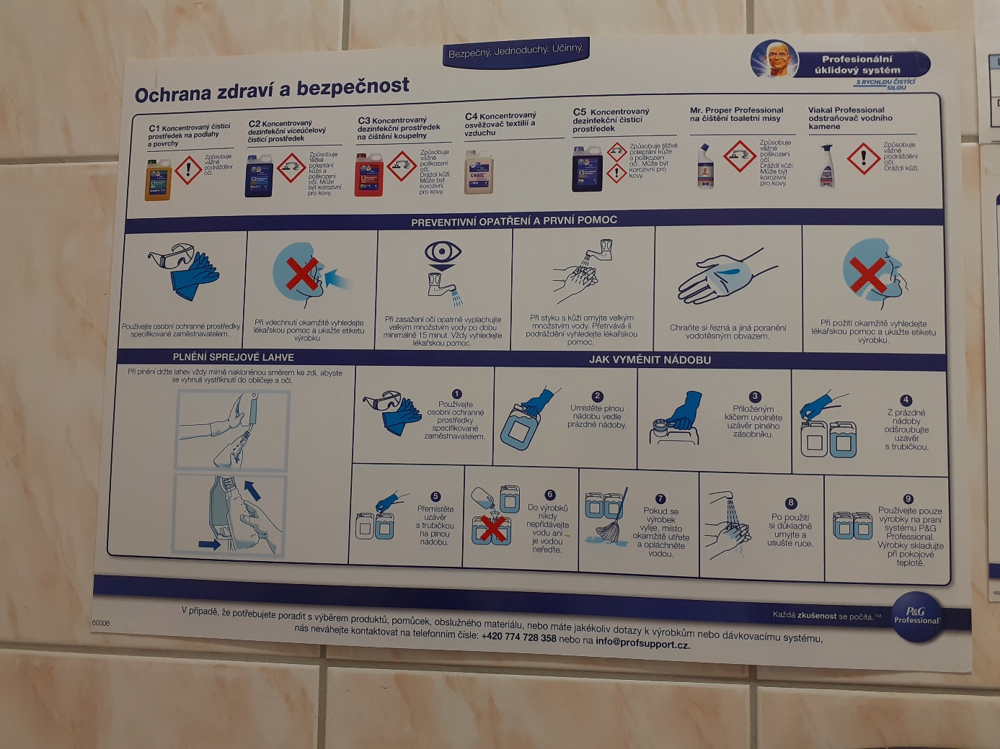 Bezpečný. Jednoduchý. Účinný.
Profesionální
úklidový systém
S RYCHLOU ČISTÍCÍ
SILOU
Ochrana zdraví a bezpečnost
C1 Koncentrovaný čisticí
prostředek na podlahy
a povrchy
Způsobuje
vážné
podráždění
očí.
C2 Koncentrovaný
dezinfekční víceúčelový
čisticí prostředek
Způsobuje
těžké
poleptání
kůže a
poškození
očí. Může
být korozivní
pro kovy.
C3 Koncentrovaný
dezinfekční prostředek
na čištění koupelny
Způsobuje
vážné
poškození
očí.
Dráždí kůži.
Může být
korozivní
pro kovy.
C4 Koncentrovaný
osvěžovač textilií a
vzduchu
C5 Koncentrovaný
dezinfekční čisticí
prostředek
Způsobuje těžké
poleptání kůže
a poškození
očí. Může být
korozivní pro
kovy.
Mr. Proper Professional
na čištění toaletní mísy
Způsobuje
vážné
poškození
očí.
Dráždí kůži.
Může být
korozivní
pro kovy.
Viakal Professional
odstraňovač vodního
kamene
Způsobuje
vážné
podráždění
očí.
Dráždí kůži.
PREVENTIVNÍ OPATŘENÍ A PRVNÍ POMOC
Používejte osobní ochranné prostředky
specifikované zaměstnavatelem.
Při vdechnutí okamžitě vyhledejte
lékařskou pomoc a ukažte etiketu
výrobku.
Při zasažení očí opatrně vyplachujte
velkým množstvím vody po dobu
minimálně 15 minut. Vždy vyhledejte
lékařskou pomoc.
Při styku s kůží omyjte velkým
množstvím vody. Přetrvává-li
podráždění vyhledejte lékařskou
pomoc.
Chraňte si řezná a jiná poranění
vodotěsným obvazem.
Při požití okamžitě vyhledejte
lékařskou pomoc a ukažte etiketu
výrobku.
PLNĚNÍ SPREJOVÉ LAHVE
Při plnění držte lahev vždy mírně nakloněnou směrem ke zdi, abyste
se vyhnuli vystříknutí do obličeje a očí.
JAK VYMĚNIT NÁDOBU
1
Používejte
osobní ochranné
prostředky
specifikované
zaměstnavatelem.
2
Umístěte plnou
nádobu vedle
prázdné nádoby.
3
Přiloženým
klíčem uvolněte
uzávěr plného
zásobníku.
4
Z prázdné
nádoby
odšroubujte
uzávěr
s trubičkou.
5
Přemístěte
uzávěr
s trubičkou
na plnou
nádobu.
6
Do výrobků
nikdy
nepřidávejte
vodu ani
je vodou
neřeďte.
7
Pokud se
výrobek
vylije, místo
okamžitě utřete
a opláchněte
vodou.
8
Po použití
si důkladně
umyjte a
usušte ruce.
9
Používejte pouze
výrobky na praní
systému P&G
Professional.
Výrobky skladujte
při pokojové
teplotě.
Každá zkušenost se počítá.™
P&G
Professional
60006
V případě, že potřebujete poradit s výběrem produktů, pomůcek, obslužného materiálu, nebo máte jakékoliv dotazy k výrobkům nebo dávkovacímu systému,
nás neváhejte kontaktovat na telefonním čísle: +420 774 728 358 nebo na info@profsupport.cz.